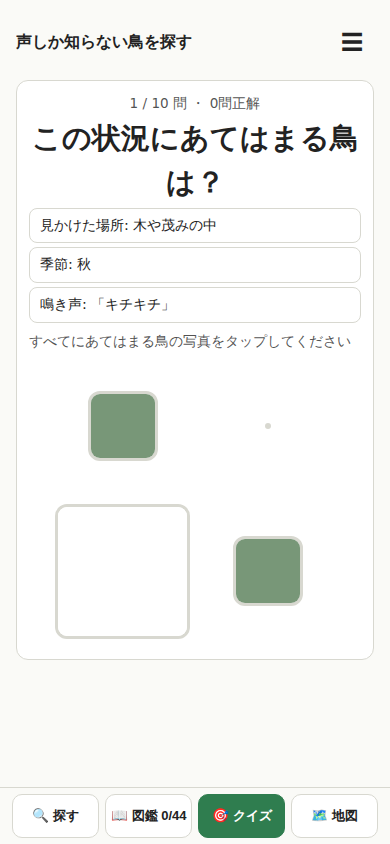 声しか知らない鳥を探す
1 / 10 問 ・ 0問正解
この状況にあてはまる鳥
は？
見かけた場所: 木や茂みの中
季節: 秋
鳴き声: 「キチキチ」
すべてにあてはまる鳥の写真をタップしてください
🔍 探す
📖 図鑑 0/44
🎯 クイズ
🗺️ 地図